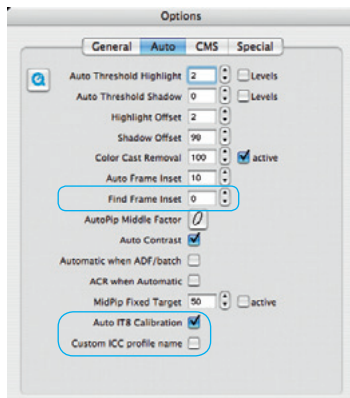 Options
General Auto CMS Special
Auto Threshold Highlight 2 Levels
Auto Threshold Shadow 0 Levels
Highlight Offset 2
Shadow Offset 98
Color Cast Removal 100 active
Auto Frame Inset 10
Find Frame Inset 0
AutoPip Middle Factor 0
Auto Contrast
Automatic when ADF/batch
ACR when Automatic
MidPip Fixed Target 50 active
Auto IT8 Calibration
Custom ICC profile name